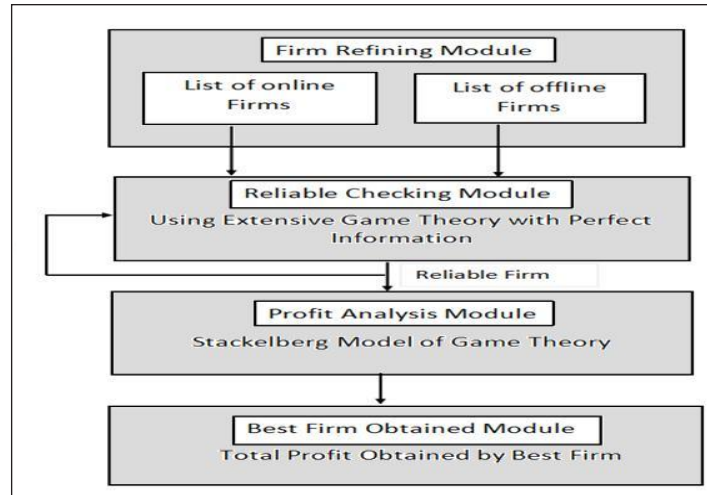 Firm Refining Module
List of online
Firms
List of offline
Firms
Reliable Checking Module
Using Extensive Game Theory with Perfect
Information
Reliable Firm
Profit Analysis Module
Stackelberg Model of Game Theory
Best Firm Obtained Module
Total Profit Obtained by Best Firm